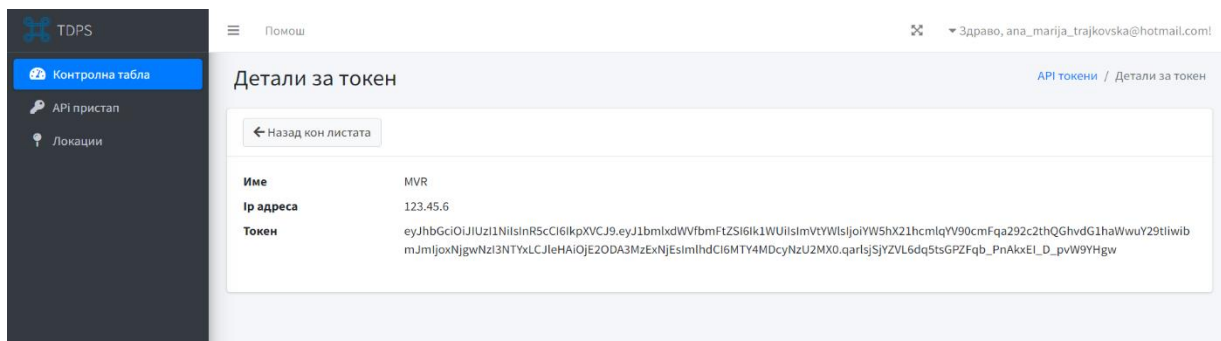 TDPS
Помош
Здраво, ana_marija_trajkovska@hotmail.com!
Контролна табла
APi пристап
Локации
Детали за токен
API токени / Детали за токен
Назад кон листата
Име MVR
Ip адреса 123.45.6
Токен eyJhbGciOiJIUzI1NiIsInR5cCI6IkpXVCJ9.eyJ1bmlxdWVfbmFtZSI6Ik1WUiIsImVtYWlsIjoiYW5hX21hcmlqYV90cmFqa292c2thQGhvdG1haWwuY29tIiwib
mJmIjoxNjgwNzI3NTYxLCJleHAiOjE2ODA3MzExNjEsImlhdCI6MTY4MDcyNzU2MX0.qarlsjSjYZVL6dq5tsGPZFqb_PnAkxEI_D_pvW9YHgw